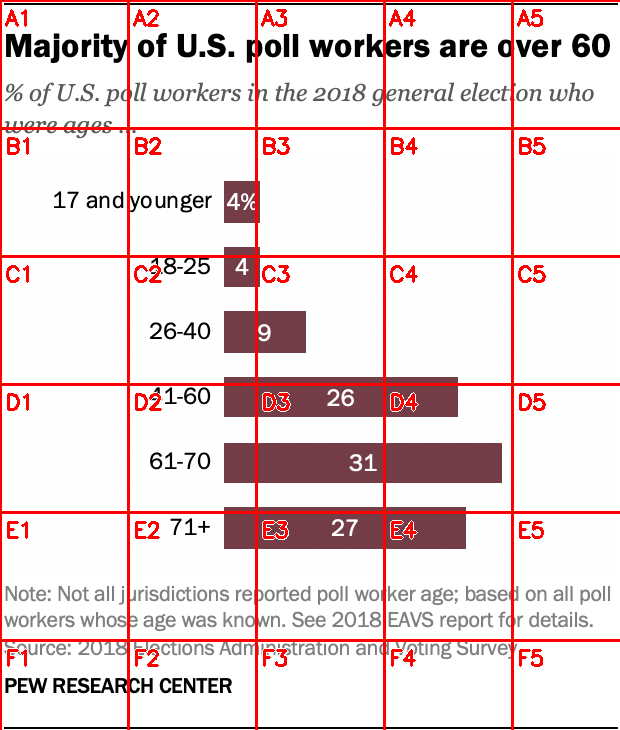 Majority of U.S. poll workers are over 60
% of U.S. poll workers in the 2018 general election who
were ages ...
17 and younger 4%
18-25 4
26-40 9
41-60 26
61-70 31
71+ 27
Note: Not all jurisdictions reported poll worker age; based on all poll
workers whose age was known. See 2018 EAVS report for details.
Source: 2018 Elections Administration and Voting Survey.
PEW RESEARCH CENTER
A1 A2 A3 A4 A5
B1 B2 B3 B4 B5
C1 C2 C3 C4 C5
D1 D2 D3 D4 D5
E1 E2 E3 E4 E5
F1 F2 F3 F4 F5